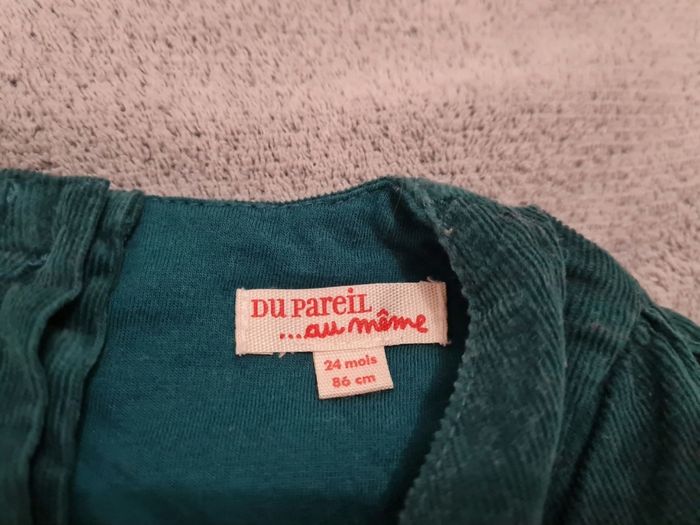 DU PAREIL
...au même
24 mois
86 cm